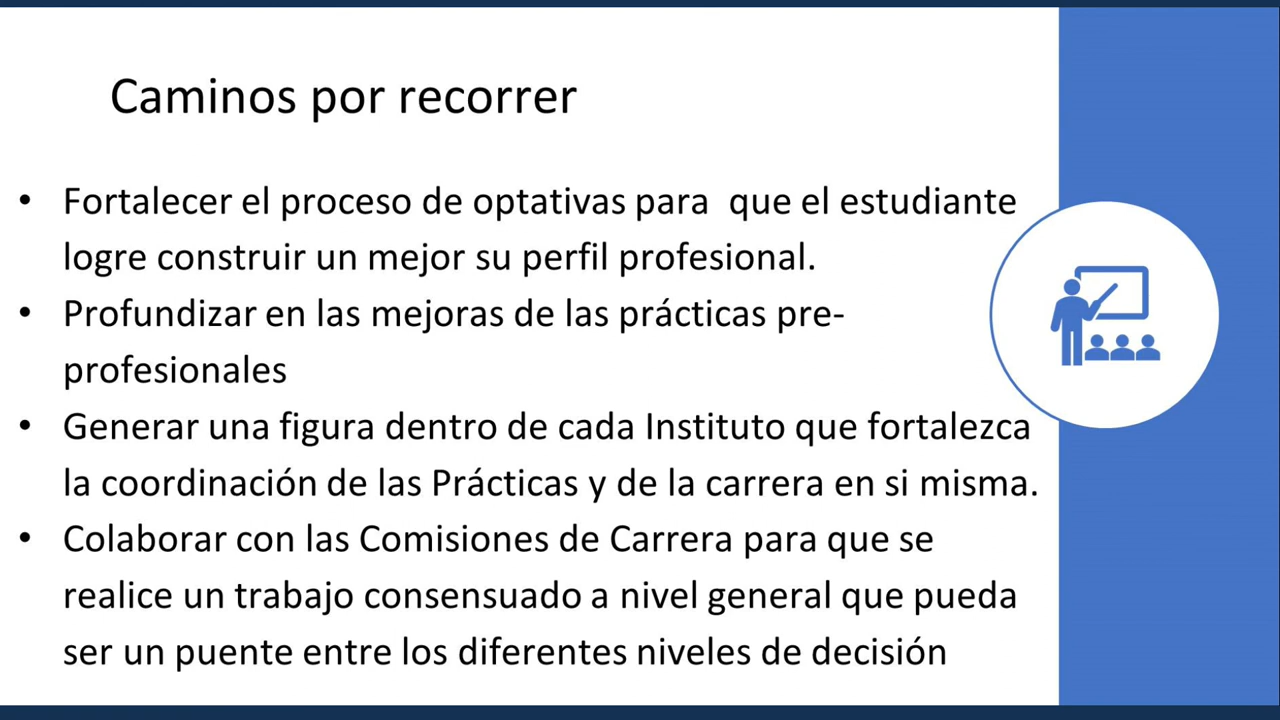 Caminos por recorrer
• Fortalecer el proceso de optativas para  que el estudiante
logre construir un mejor su perfil profesional.
• Profundizar en las mejoras de las prácticas pre-
profesionales
• Generar una figura dentro de cada Instituto que fortalezca
la coordinación de las Prácticas y de la carrera en si misma.
• Colaborar con las Comisiones de Carrera para que se
realice un trabajo consensuado a nivel general que pueda
ser un puente entre los diferentes niveles de decisión